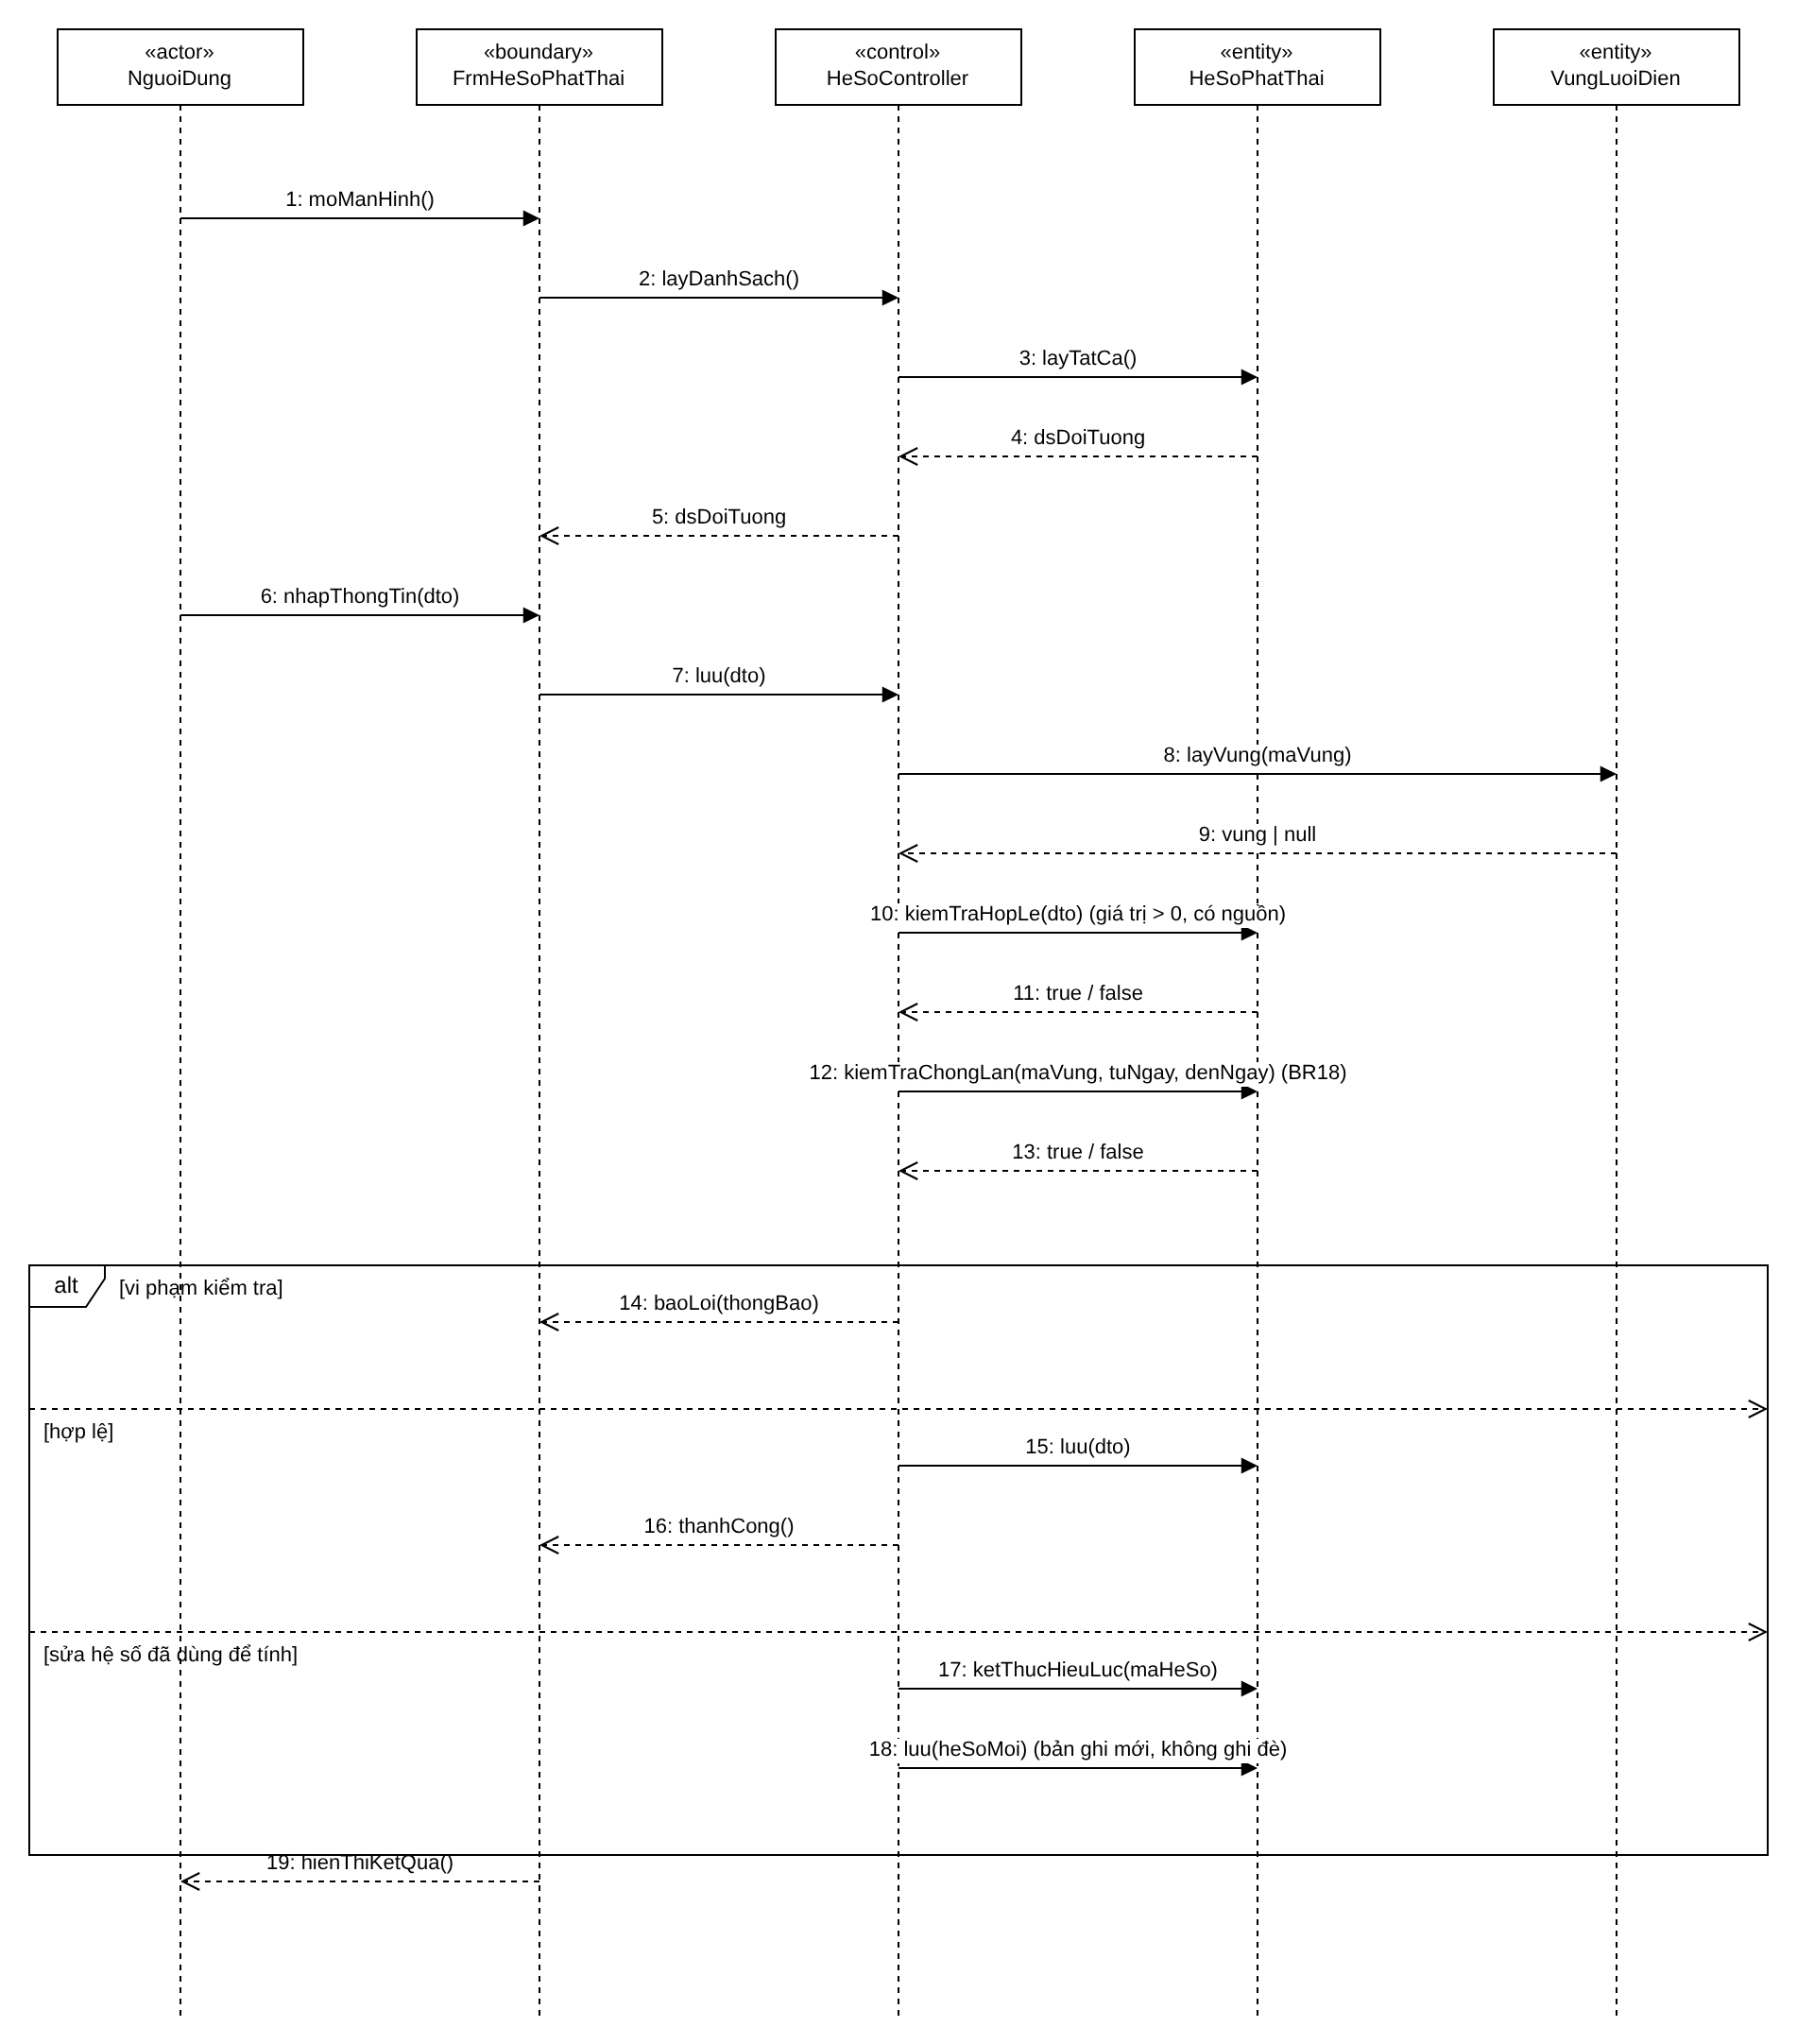 «actor»
NguoiDung
«boundary»
FrmHeSoPhatThai
«control»
HeSoController
«entity»
HeSoPhatThai
«entity»
VungLuoiDien
1: moManHinh()
2: layDanhSach()
3: layTatCa()
4: dsDoiTuong
5: dsDoiTuong
6: nhapThongTin(dto)
7: luu(dto)
8: layVung(maVung)
9: vung | null
10: kiemTraHopLe(dto) (giá trị > 0, có nguồn)
11: true / false
12: kiemTraChongLan(maVung, tuNgay, denNgay) (BR18)
13: true / false
alt
[vi phạm kiểm tra]
14: baoLoi(thongBao)
[hợp lệ]
15: luu(dto)
16: thanhCong()
[sửa hệ số đã dùng để tính]
17: ketThucHieuLuc(maHeSo)
18: luu(heSoMoi) (bản ghi mới, không ghi đè)
19: hienThiKetQua()